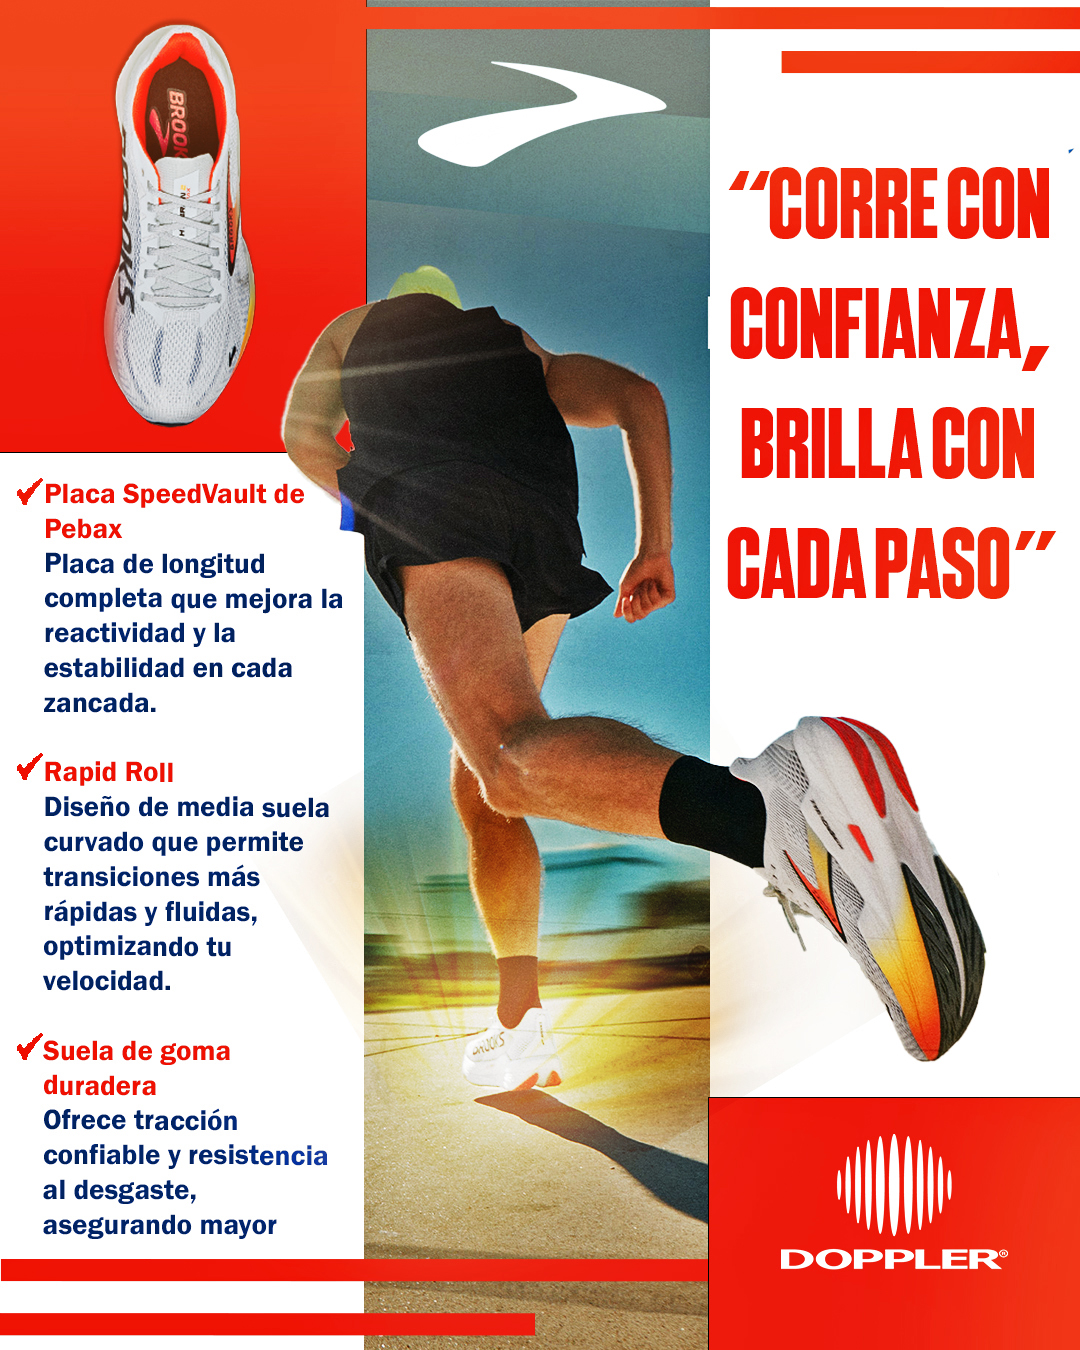 BROOKS
BROOKS
“CORRE CON
CONFIANZA,
BRILLA CON
CADA PASO”
Placa SpeedVault de
Pebax
Placa de longitud
completa que mejora la
reactividad y la
estabilidad en cada
zancada.
Rapid Roll
Diseño de media suela
curvado que permite
transiciones más
rápidas y fluidas,
optimizando tu
velocidad.
Suela de goma
duradera
Ofrece tracción
confiable y resistencia
al desgaste,
asegurando mayor
BROOKS
DOPPLER®